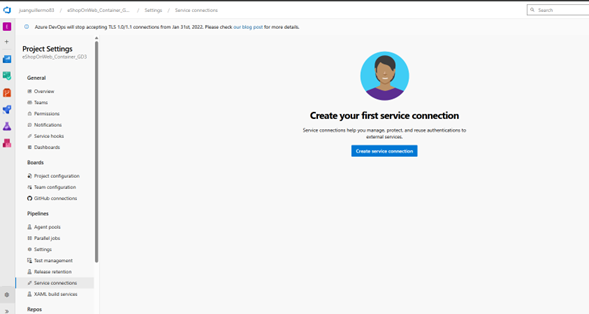 juanguillermo03 / eShopOnWeb_Container_G... / Settings / Service connections
Search
Azure DevOps will stop accepting TLS 1.0/1.1 connections from Jan 31st, 2022. Please check our blog post for more details.
Project Settings
eShopOnWeb_Container_GD3
General
Overview
Teams
Permissions
Notifications
Service hooks
Dashboards
Boards
Project configuration
Team configuration
GitHub connections
Pipelines
Agent pools
Parallel jobs
Settings
Test management
Release retention
Service connections
XAML build services
Repos
Create your first service connection
Service connections help you manage, protect, and reuse authentications to
external services.
Create service connection